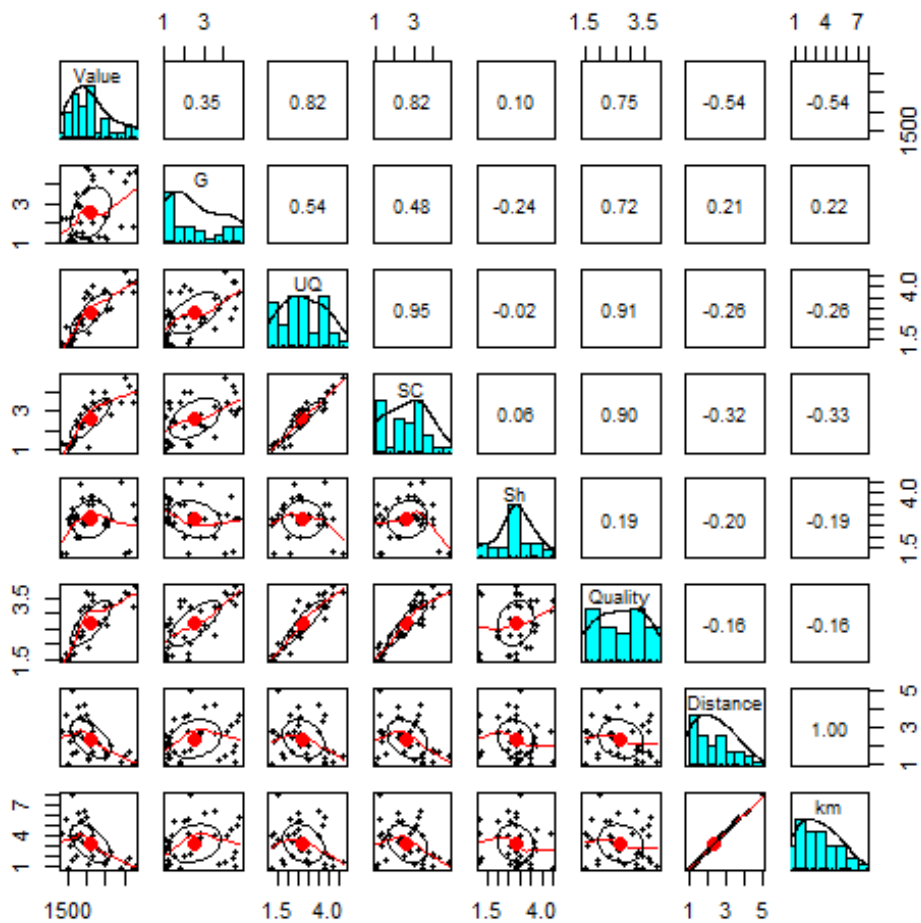 1 3 1 3 1.5 3.5 1 4 7
Value 0.35 0.82 0.82 0.10 0.75 -0.54 -0.54 1500
3 1 G 0.54 0.48 -0.24 0.72 0.21 0.22
UQ 0.95 -0.02 0.91 -0.26 -0.26 4.0 1.5
3 1 SC 0.06 0.90 -0.32 -0.33
Sh 0.19 -0.20 -0.19 4.0 1.5
3.5 1.5 Quality -0.16 -0.16
Distance 1.00 5 3 1
7 4 1 km
1500 1.5 4.0 1.5 4.0 1 3 5